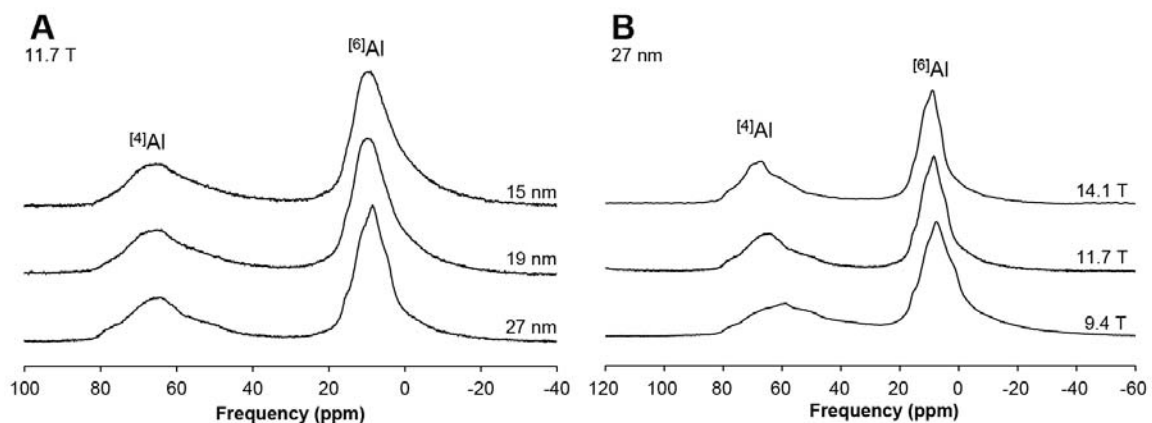 A
11.7 T
[4]Al
[6]Al
15 nm
19 nm
27 nm
100 80 60 40 20 0 -20 -40
Frequency (ppm)
B
27 nm
[4]Al
[6]Al
14.1 T
11.7 T
9.4 T
120 100 80 60 40 20 0 -20 -40 -60
Frequency (ppm)